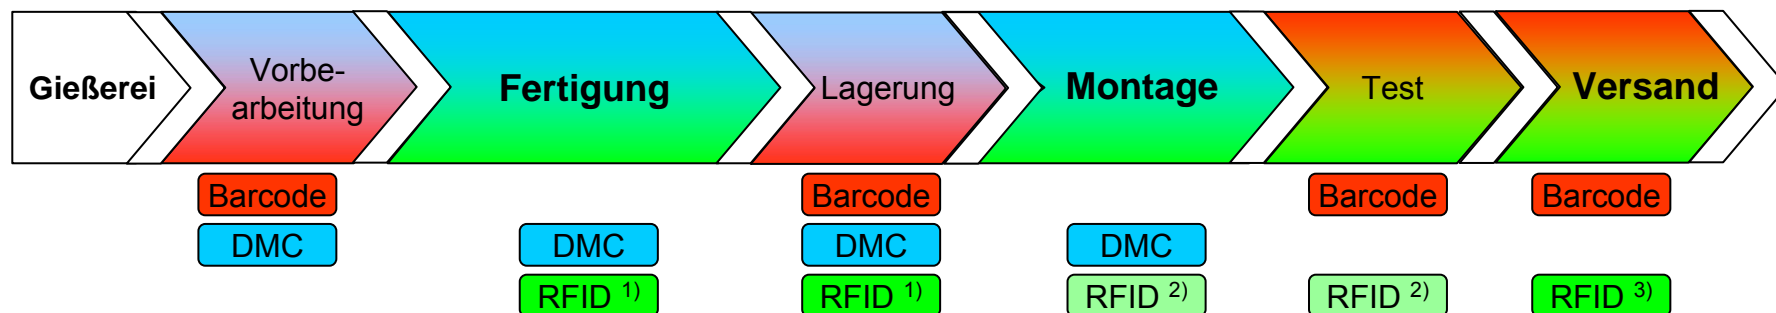 Gießerei
Vorbe-
arbeitung
Fertigung
Lagerung
Montage
Test
Versand
Barcode
Barcode
Barcode
Barcode
DMC
DMC
DMC
DMC
RFID 1)
RFID 1)
RFID 2)
RFID 2)
RFID 3)